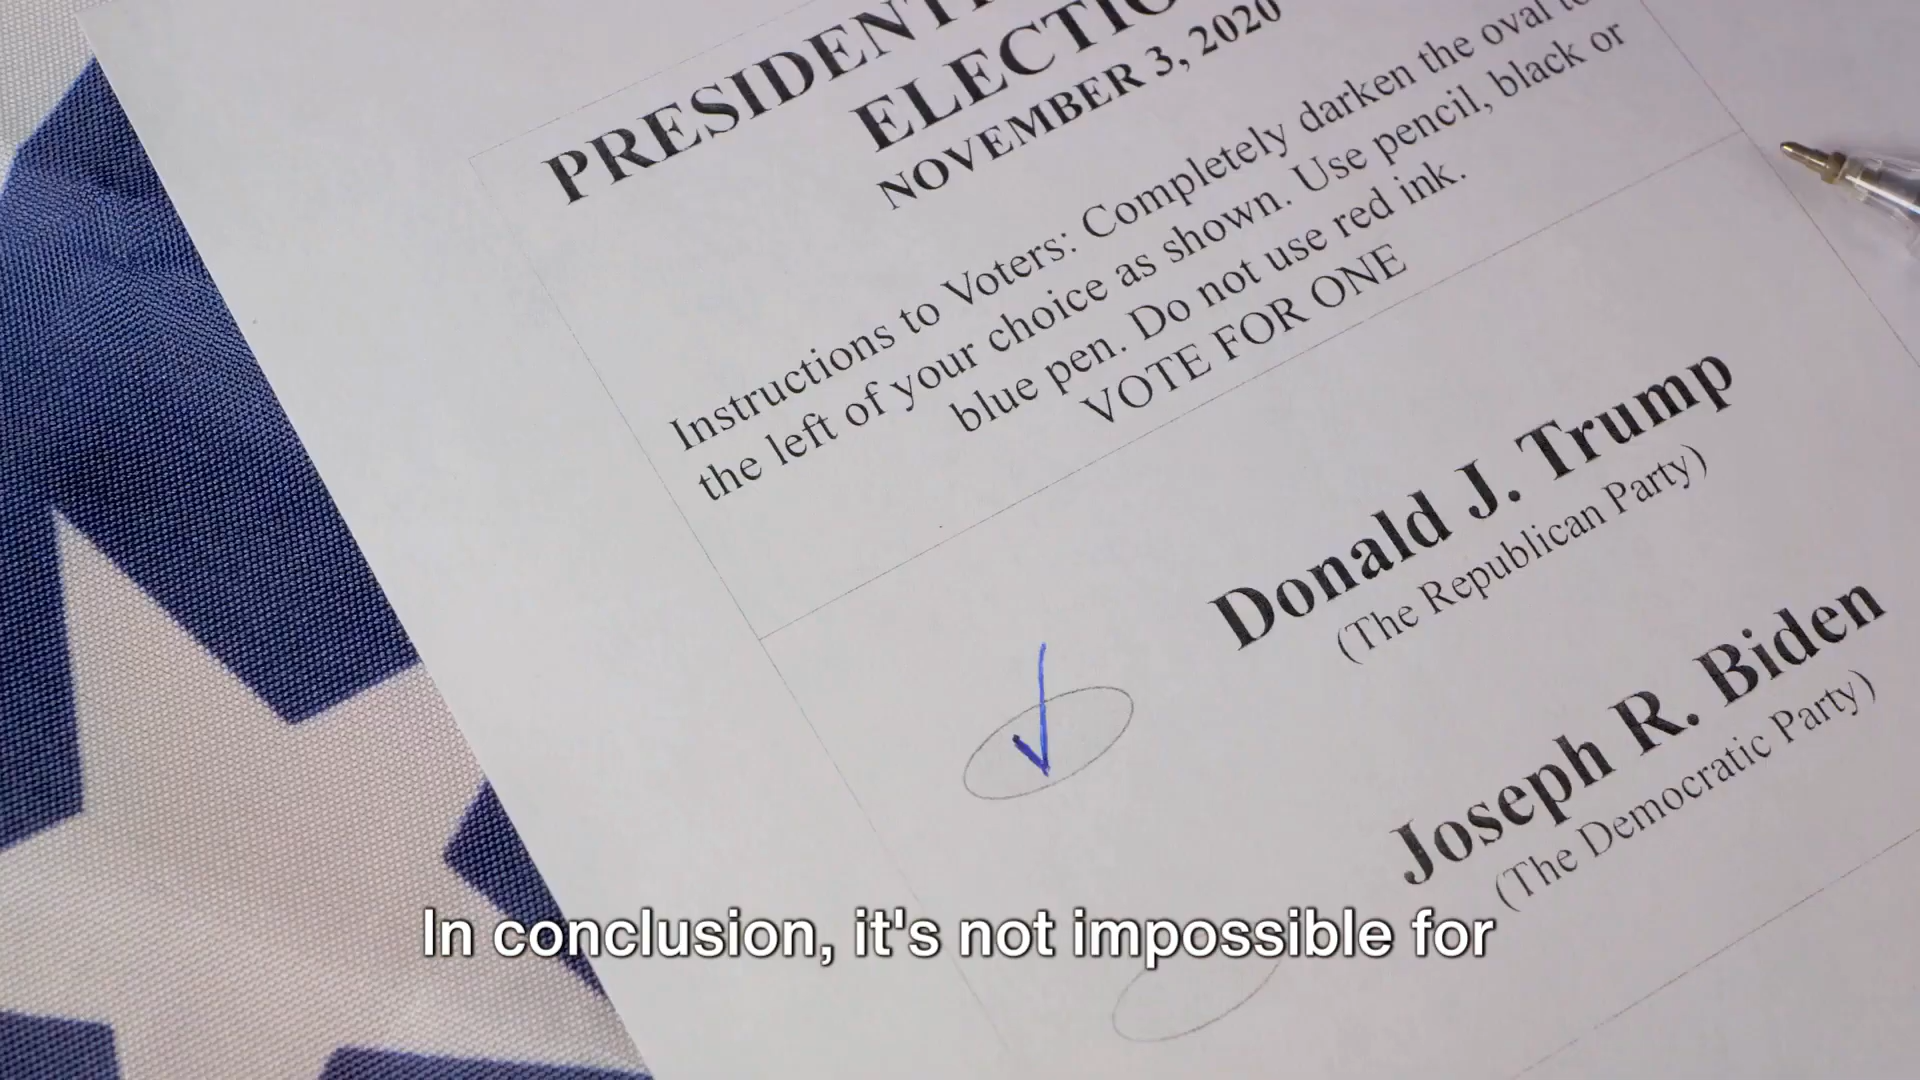 PRESIDENT
ELECTIO
NOVEMBER 3, 2020
Instructions to Voters: Completely darken the oval to
the left of your choice as shown. Use pencil, black or
blue pen. Do not use red ink.
VOTE FOR ONE
Donald J. Trump
(The Republican Party)
Joseph R. Biden
(The Democratic Party)
In conclusion, it's not impossible for